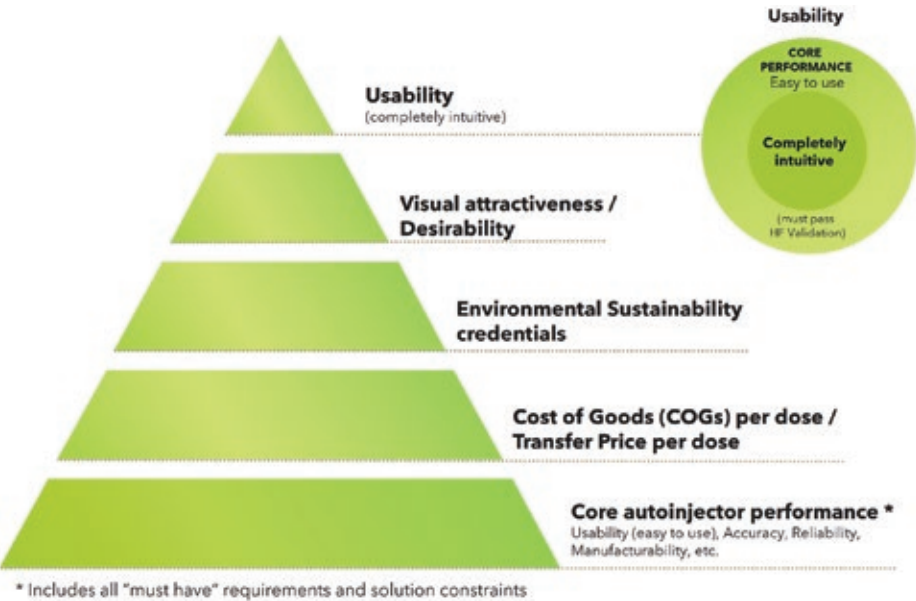 Usability
CORE
PERFORMANCE
Easy to use
Completely
intuitive
(must pass
HF Validation)
Usability
(completely intuitive)
Visual attractiveness /
Desirability
Environmental Sustainability
credentials
Cost of Goods (COGs) per dose /
Transfer Price per dose
Core autoinjector performance *
Usability (easy to use), Accuracy, Reliability,
Manufacturability, etc.
* Includes all "must have" requirements and solution constraints